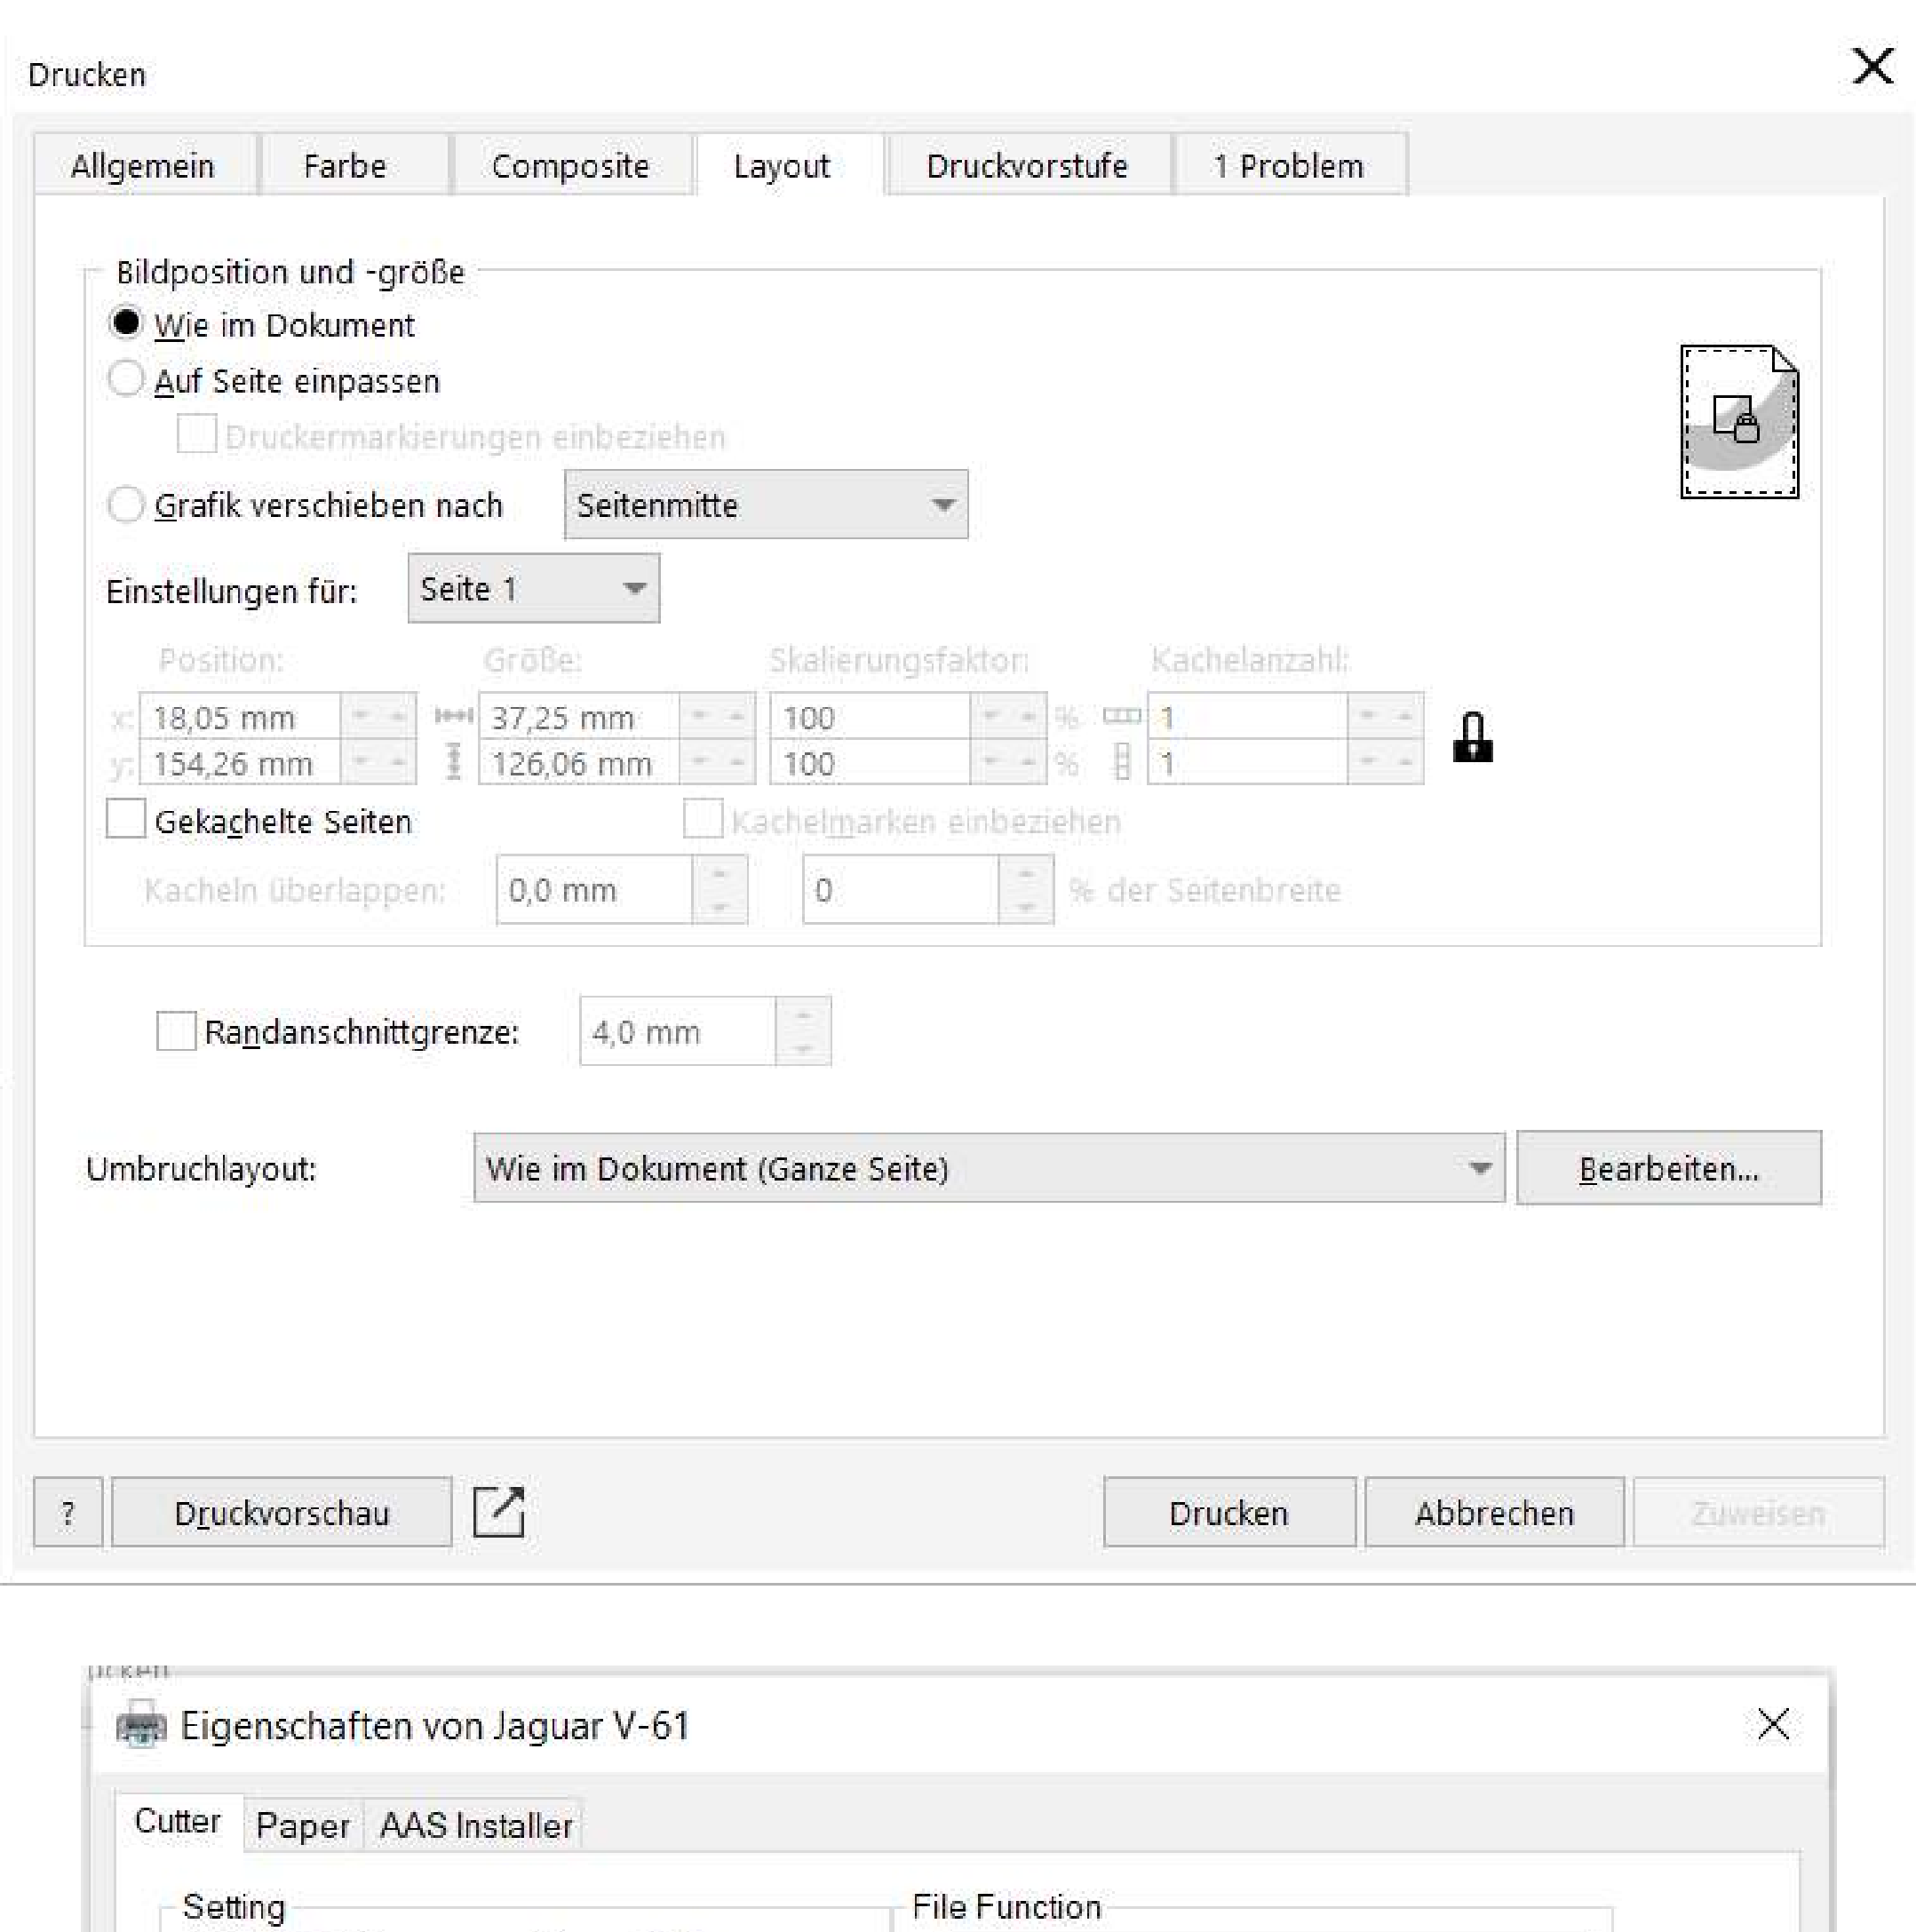 Drucken
Allgemein Farbe Composite Layout Druckvorstufe 1 Problem
Bildposition und -größe
Wie im Dokument
Auf Seite einpassen
Druckermarkierungen einbeziehen
Grafik verschieben nach Seitenmitte
Einstellungen für: Seite 1
Position: Größe: Skalierungsfaktor: Kachelanzahl:
x: 18,05 mm 37,25 mm 100 % 1
y: 154,26 mm 126,06 mm 100 % 1
Gekachelte Seiten Kachelmarken einbeziehen
Kacheln überlappen: 0,0 mm 0 % der Seitenbreite
Randanschnittgrenze: 4,0 mm
Umbruchlayout: Wie im Dokument (Ganze Seite) Bearbeiten...
? Druckvorschau Drucken Abbrechen Zuweisen
Eigenschaften von Jaguar V-61
Cutter Paper AAS Installer
Setting File Function